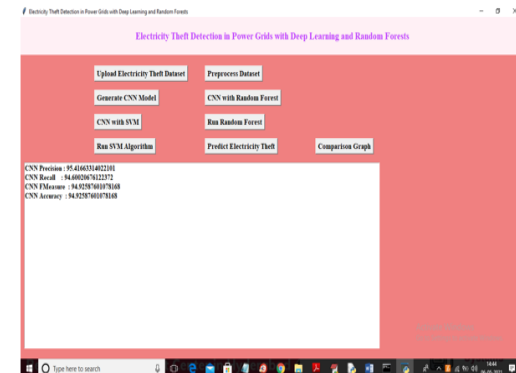 Electricity Theft Detection in Power Grids with Deep Learning and Random Forests
Electricity Theft Detection in Power Grids with Deep Learning and Random Forests
Upload Electricity Theft Dataset
Preprocess Dataset
Generate CNN Model
CNN with Random Forest
CNN with SVM
Run Random Forest
Run SVM Algorithm
Predict Electricity Theft
Comparison Graph
CNN Precision : 95.41663314022101
CNN Recall : 94.60020676122372
CNN FMeasure : 94.92587601078168
CNN Accuracy : 94.92587601078168
Type here to search
14:44